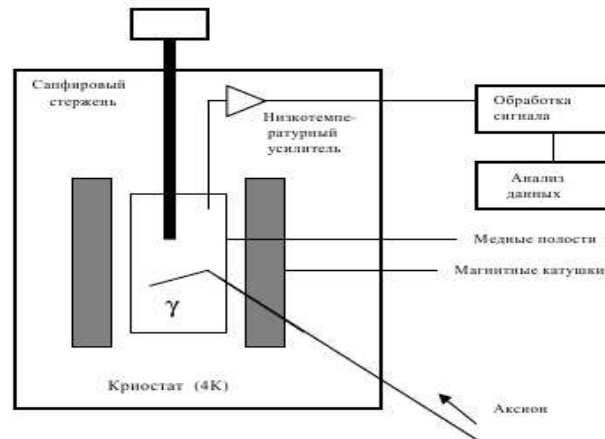 Сапфировый
стержень
Низкотемпе-
ратурный
усилитель
Обработка
сигнала
Анализ
данных
Медные полости
Магнитные катушки
γ
Криостат (4К)
Аксион